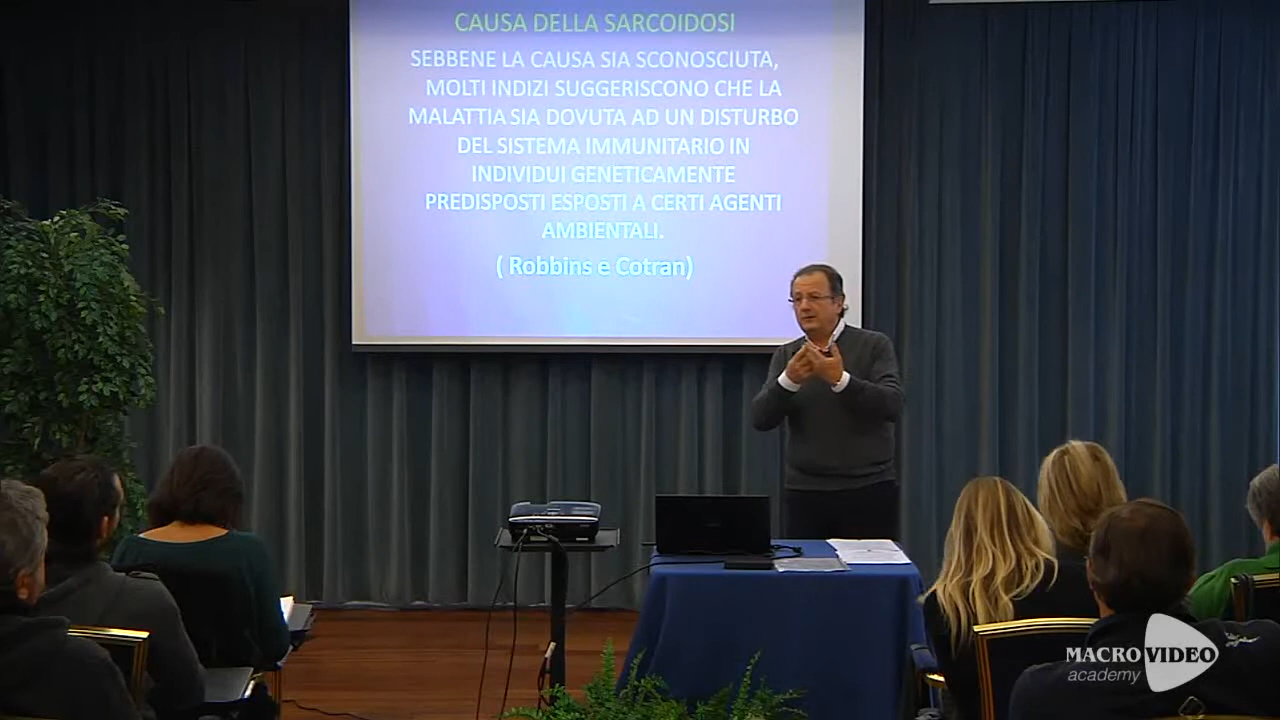 CAUSA DELLA SARCOIDOSI
SEBBENE LA CAUSA SIA SCONOSCIUTA,
MOLTI INDIZI SUGGERISCONO CHE LA
MALATTIA SIA DOVUTA AD UN DISTURBO
DEL SISTEMA IMMUNITARIO IN
INDIVIDUI GENETICAMENTE
PREDISPOSTI ESPOSTI A CERTI AGENTI
AMBIENTALI.
( Robbins e Cotran)
MACRO VIDEO
academy